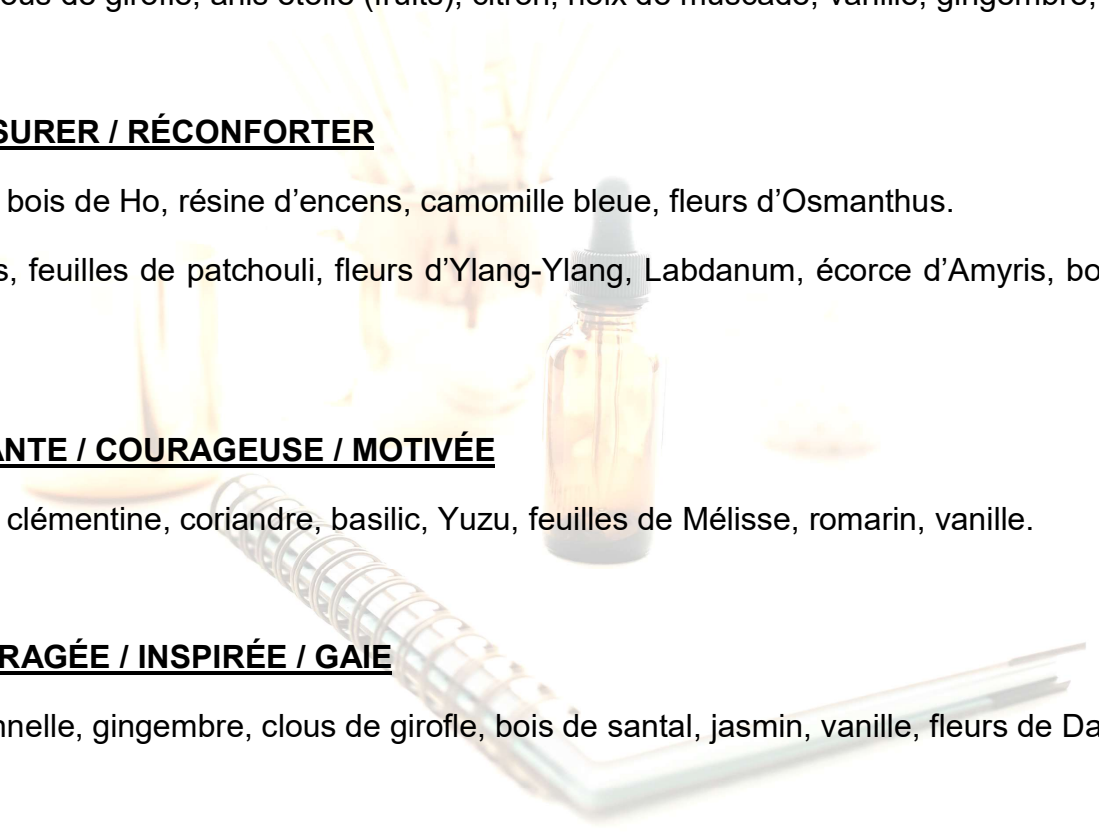 de girofle, anis étoilé (fruits), citron, noix de muscade, vanille, gingembre,
SURER / RÉCONFORTER
bois de Ho, résine d’encens, camomille bleue, fleurs d’Osmanthus.
s, feuilles de patchouli, fleurs d’Ylang-Ylang, Labdanum, écorce d’Amyris, bo
ANTE / COURAGEUSE / MOTIVÉE
clémentine, coriandre, basilic, Yuzu, feuilles de Mélisse, romarin, vanille.
RAGÉE / INSPIRÉE / GAIE
nnelle, gingembre, clous de girofle, bois de santal, jasmin, vanille, fleurs de Da